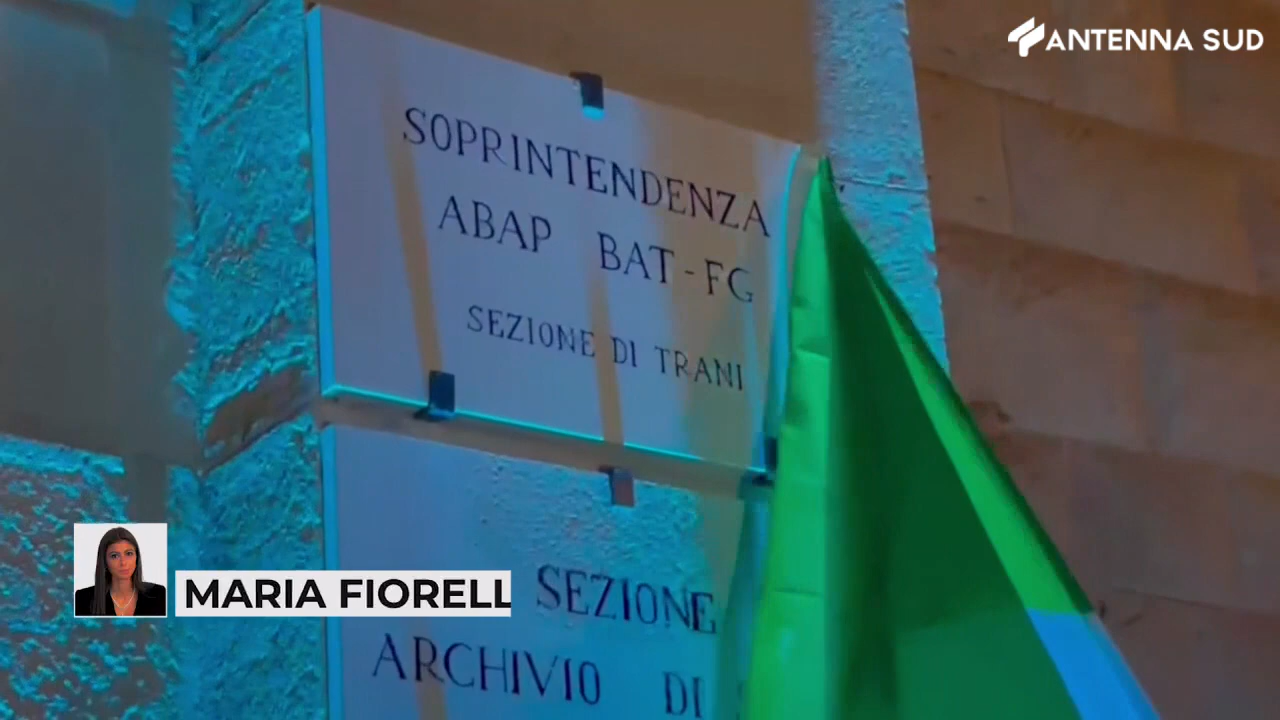 ANTENNA SUD
SOPRINTENDENZA
ABAP BAT-FG
SEZIONE DI TRANI
SEZIONE
ARCHIVIO DI
MARIA FIORELL